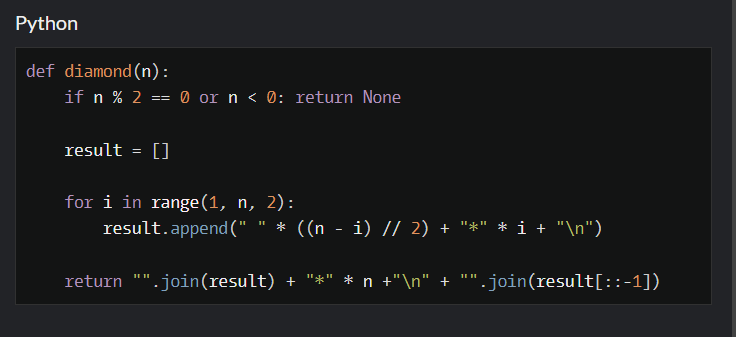 Python
def diamond(n):
    if n % 2 == 0 or n < 0: return None
    result = []
    for i in range(1, n, 2):
        result.append(" " * ((n - i) // 2) + "*" * i + "\n")
    return "".join(result) + "*" * n +"\n" + "".join(result[::-1])